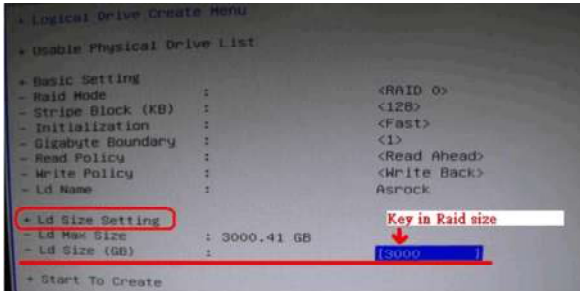 + Logical Drive Create Menu
+ Usable Physical Drive List
+ Basic Setting
- Raid Mode : <RAID 0>
- Stripe Block (KB) : <128>
- Initialization : <Fast>
- Gigabyte Boundary : <1>
- Read Policy : <Read Ahead>
- Write Policy : <Write Back>
- Ld Name : Asrock
+ Ld Size Setting Key in Raid size
- Ld Max Size : 3000.41 GB
- Ld Size (GB) : [3000 ]
+ Start To Create